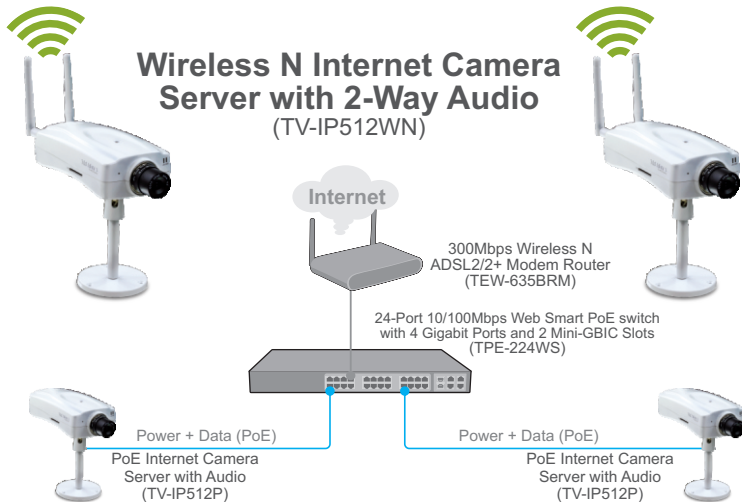 Wireless N Internet Camera
Server with 2-Way Audio
(TV-IP512WN)
Internet
300Mbps Wireless N
ADSL2/2+ Modem Router
(TEW-635BRM)
24-Port 10/100Mbps Web Smart PoE switch
with 4 Gigabit Ports and 2 Mini-GBIC Slots
(TPE-224WS)
Power + Data (PoE)
PoE Internet Camera
Server with Audio
(TV-IP512P)
Power + Data (PoE)
PoE Internet Camera
Server with Audio
(TV-IP512P)